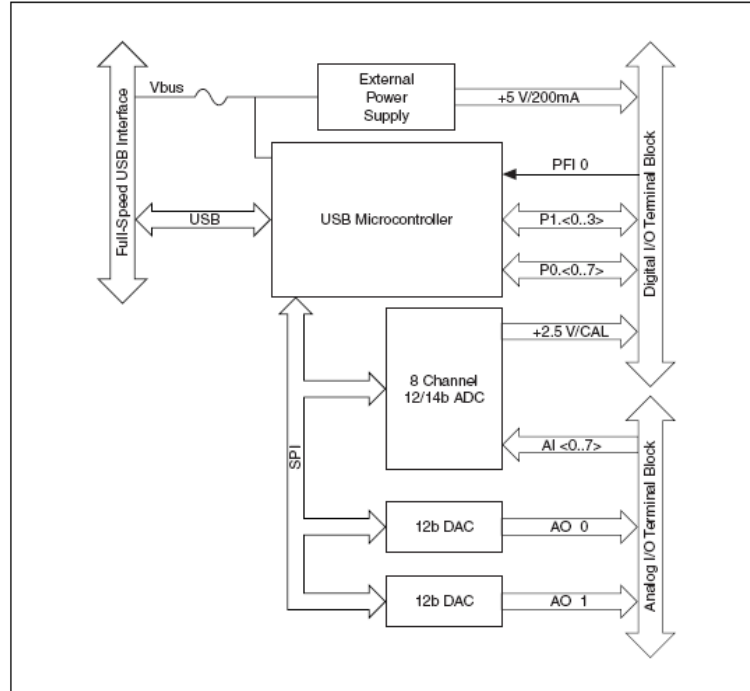 Full-Speed USB Interface
Vbus
External
Power
Supply
+5 V/200mA
Digital I/O Terminal Block
PFI 0
USB
USB Microcontroller
P1.<0..3>
P0.<0..7>
+2.5 V/CAL
8 Channel
12/14b ADC
SPI
AI <0..7>
Analog I/O Terminal Block
12b DAC
AO 0
12b DAC
AO 1